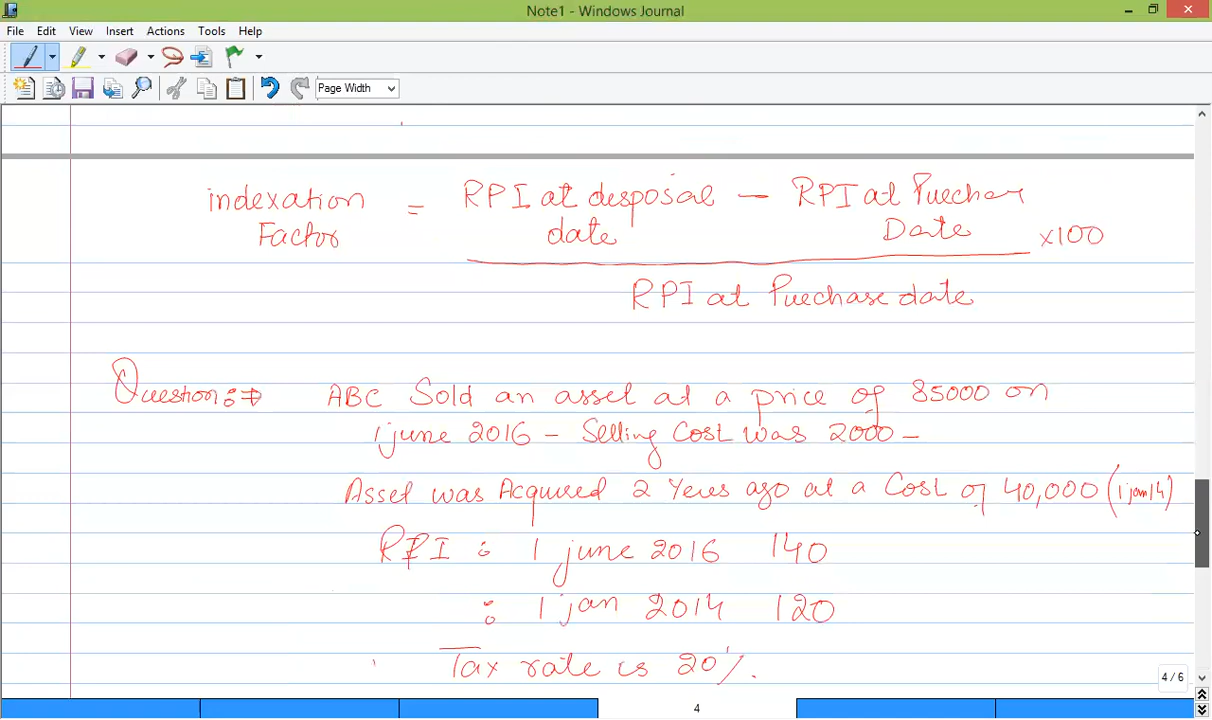 Note1 - Windows Journal
File Edit View Insert Actions Tools Help
Page Width
indexation Factor = RPI at disposal date — RPI at Purchase Date x100
RPI at Purchase date
Question:⇒ ABC Sold an asset at a price of 85000 on
1 june 2016 - Selling Cost was 2000 -
Asset was Acquired 2 Years ago at a Cost of 40,000 (1 jan 14)
RPI : 1 june 2016 140
: 1 jan 2014 120
Tax rate is 20%.
4 / 6
4